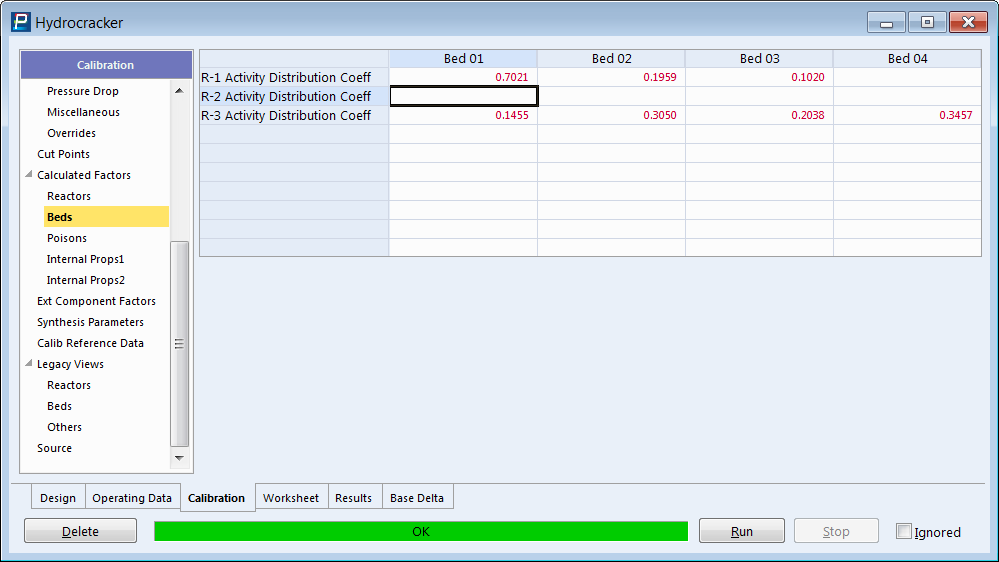 Hydrocracker
Calibration
Pressure Drop
Miscellaneous
Overrides
Cut Points
Calculated Factors
Reactors
Beds
Poisons
Internal Props1
Internal Props2
Ext Component Factors
Synthesis Parameters
Calib Reference Data
Legacy Views
Reactors
Beds
Others
Source
Bed 01 Bed 02 Bed 03 Bed 04
R-1 Activity Distribution Coeff 0.7021 0.1959 0.1020
R-2 Activity Distribution Coeff
R-3 Activity Distribution Coeff 0.1455 0.3050 0.2038 0.3457
Design Operating Data Calibration Worksheet Results Base Delta
Delete OK Run Stop Ignored